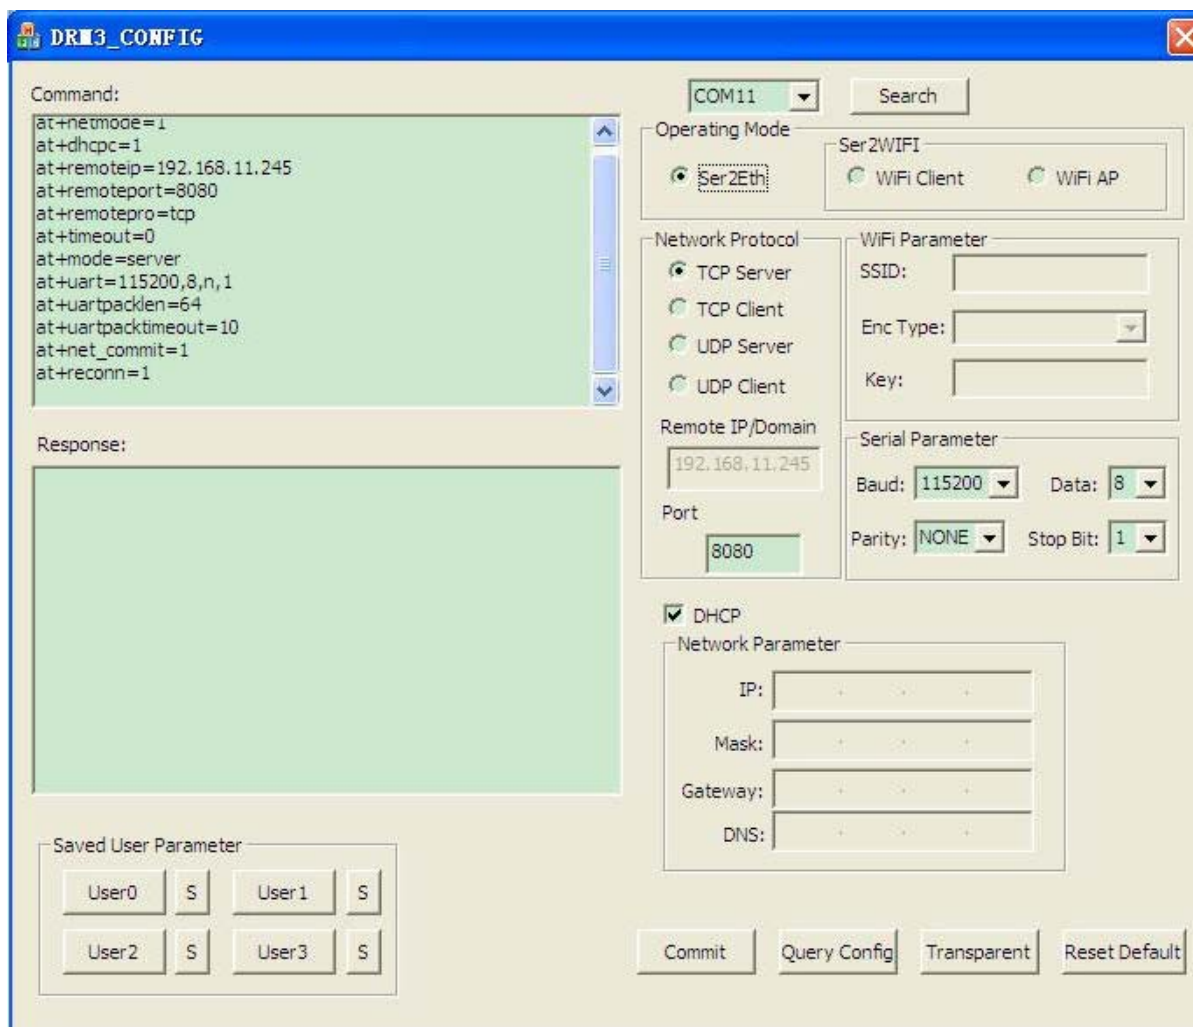 DRM3_CONFIG
Command:
at+netmode=1
at+dhcpc=1
at+remoteip=192.168.11.245
at+remoteport=8080
at+remotepro=tcp
at+timeout=0
at+mode=server
at+uart=115200,8,n,1
at+uartpacklen=64
at+uartpacktimeout=10
at+net_commit=1
at+reconn=1
Response:
Saved User Parameter
User0 S User1 S
User2 S User3 S
COM11 Search
Operating Mode
Ser2WIFI
Ser2Eth WiFi Client WiFi AP
Network Protocol
TCP Server
TCP Client
UDP Server
UDP Client
Remote IP/Domain
192.168.11.245
Port
8080
WiFi Parameter
SSID:
Enc Type:
Key:
Serial Parameter
Baud: 115200 Data: 8
Parity: NONE Stop Bit: 1
DHCP
Network Parameter
IP: . . .
Mask: . . .
Gateway: . . .
DNS: . . .
Commit Query Config Transparent Reset Default